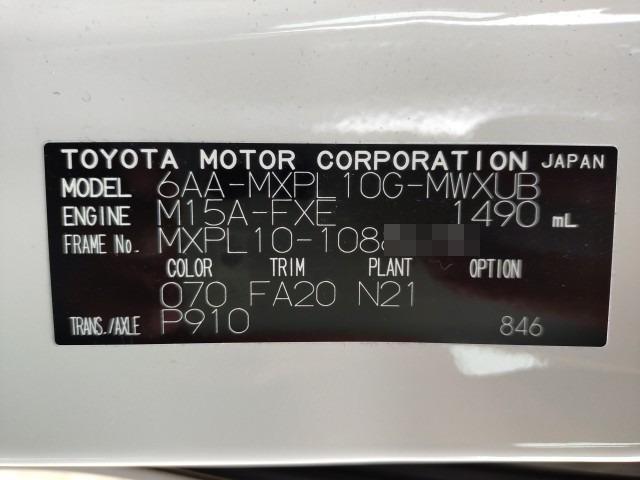 TOYOTA MOTOR CORPORATION JAPAN
MODEL 6AA-MXPL10G-MWXUB
ENGINE M15A-FXE 1490 mL
FRAME No. MXPL10-108
COLOR TRIM PLANT OPTION
070 FA20 N21
TRANS./AXLE P910 846